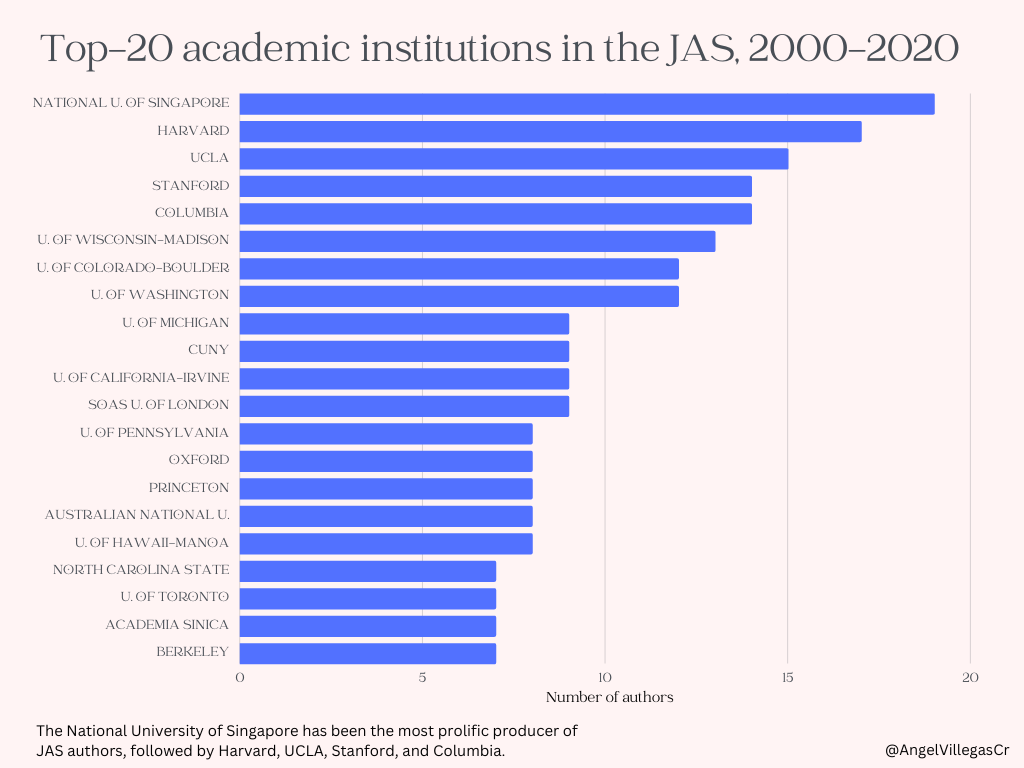 Top–20 academic institutions in the JAS, 2000–2020
NATIONAL U. OF SINGAPORE
HARVARD
UCLA
STANFORD
COLUMBIA
U. OF WISCONSIN–MADISON
U. OF COLORADO–BOULDER
U. OF WASHINGTON
U. OF MICHIGAN
CUNY
U. OF CALIFORNIA–IRVINE
SOAS U. OF LONDON
U. OF PENNSYLVANIA
OXFORD
PRINCETON
AUSTRALIAN NATIONAL U.
U. OF HAWAII–MANOA
NORTH CAROLINA STATE
U. OF TORONTO
ACADEMIA SINICA
BERKELEY
0 5 10 15 20
Number of authors
The National University of Singapore has been the most prolific producer of
JAS authors, followed by Harvard, UCLA, Stanford, and Columbia.
@AngelVillegasCr